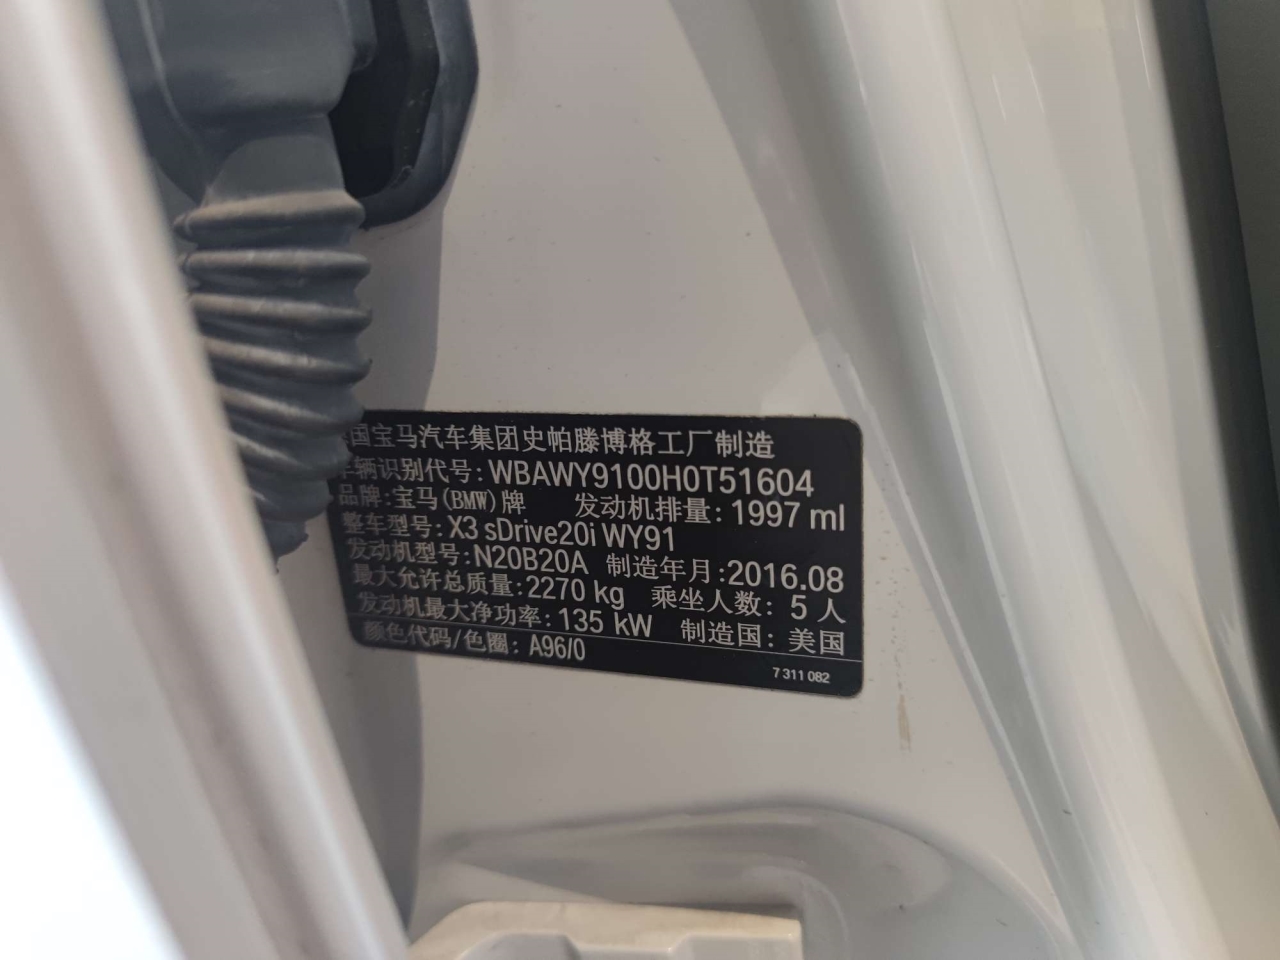 国宝马汽车集团史帕滕博格工厂制造
车辆识别代号: WBAWY9100H0T51604
品牌: 宝马(BMW)牌 发动机排量: 1997 ml
整车型号: X3 sDrive20i WY91
发动机型号: N20B20A 制造年月: 2016.08
最大允许总质量: 2270 kg 乘坐人数: 5 人
发动机最大净功率: 135 kW 制造国: 美国
颜色代码/色圈: A96/0
7 311 082